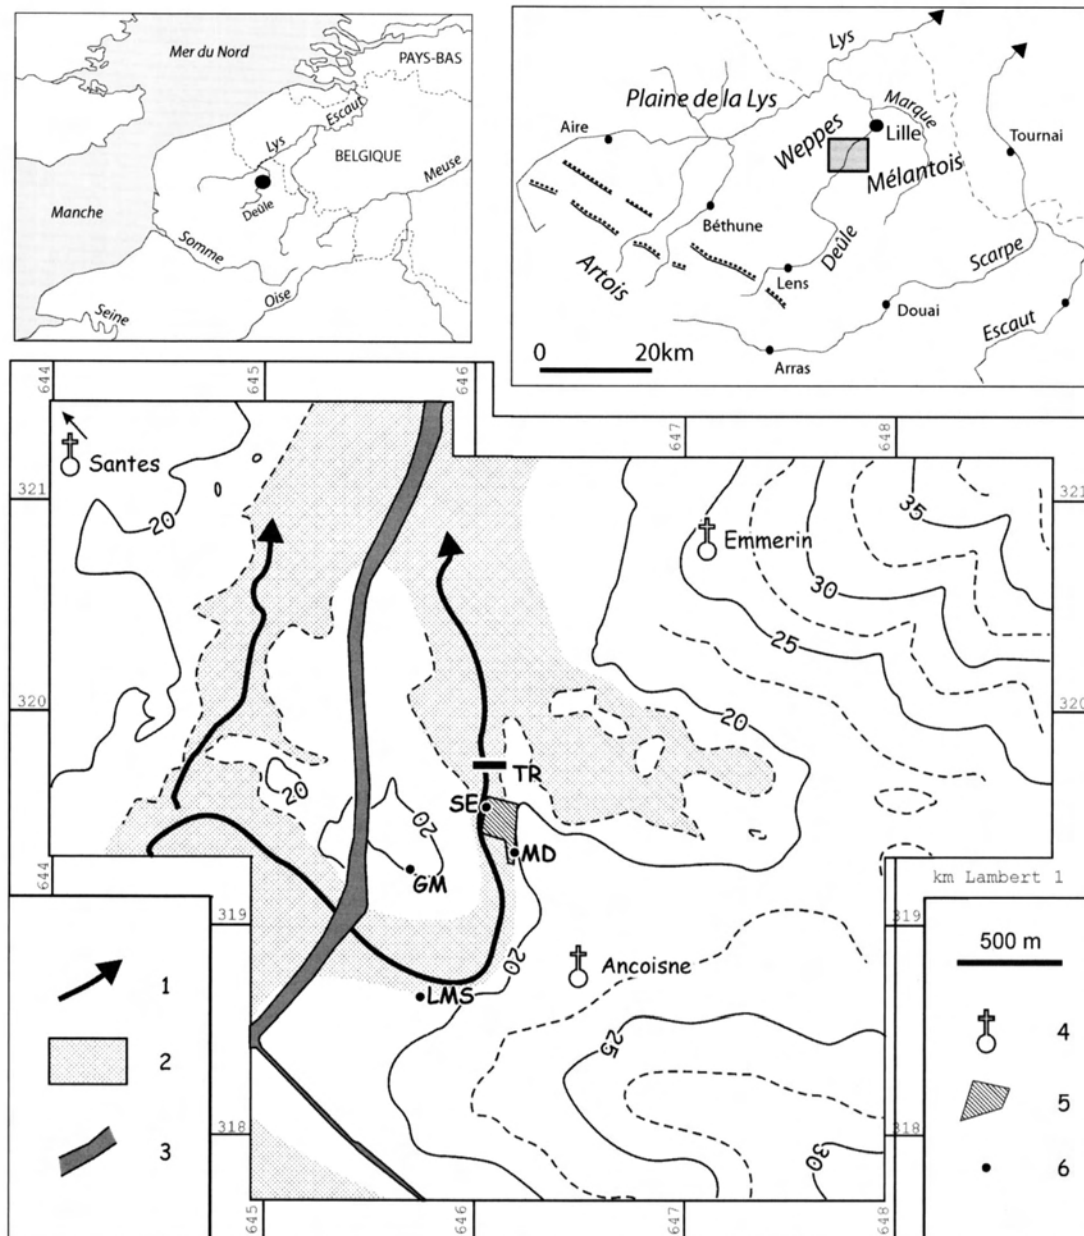 Mer du Nord
PAYS-BAS
Escaut
Lys
BELGIQUE
Meuse
Deûle
Manche
Somme
Oise
Seine
Lys
Plaine de la Lys
Marque
Aire
Weppes
Lille
Tournai
Mélantois
Béthune
Deûle
Scarpe
Artois
Lens
Douai
Escaut
0 20km
Arras
644
645
646
647
648
Santes
321
20
35
321
Emmerin
30
25
320
20
320
TR
20
SE
20
MD
GM
644
km Lambert 1
319
319
500 m
20
Ancoisne
1
LMS
4
25
2
5
318
318
3
30
6
645
646
647
648